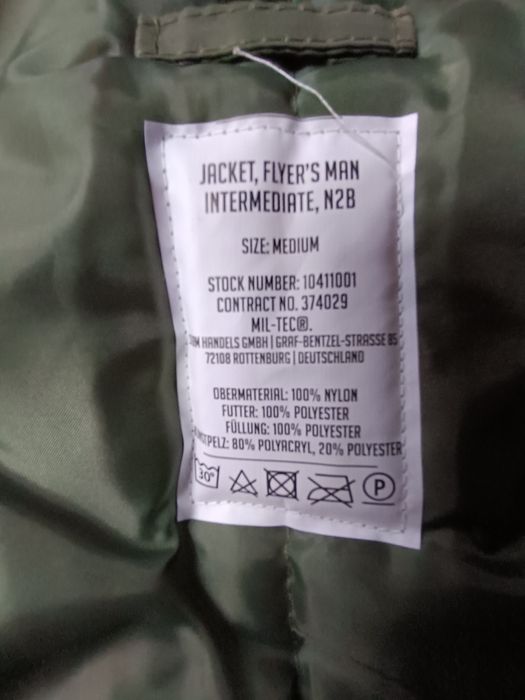 JACKET, FLYER'S MAN
INTERMEDIATE, N2B
SIZE: MEDIUM
STOCK NUMBER: 10411001
CONTRACT NO. 374029
MIL-TEC®.
HANDELS GMBH | GRAF-BENTZEL-STRASSE 85
72108 ROTTENBURG | DEUTSCHLAND
OBERMATERIAL: 100% NYLON
FUTTER: 100% POLYESTER
FÜLLUNG: 100% POLYESTER
80% POLYACRYL, 20% POLYESTER
30° P